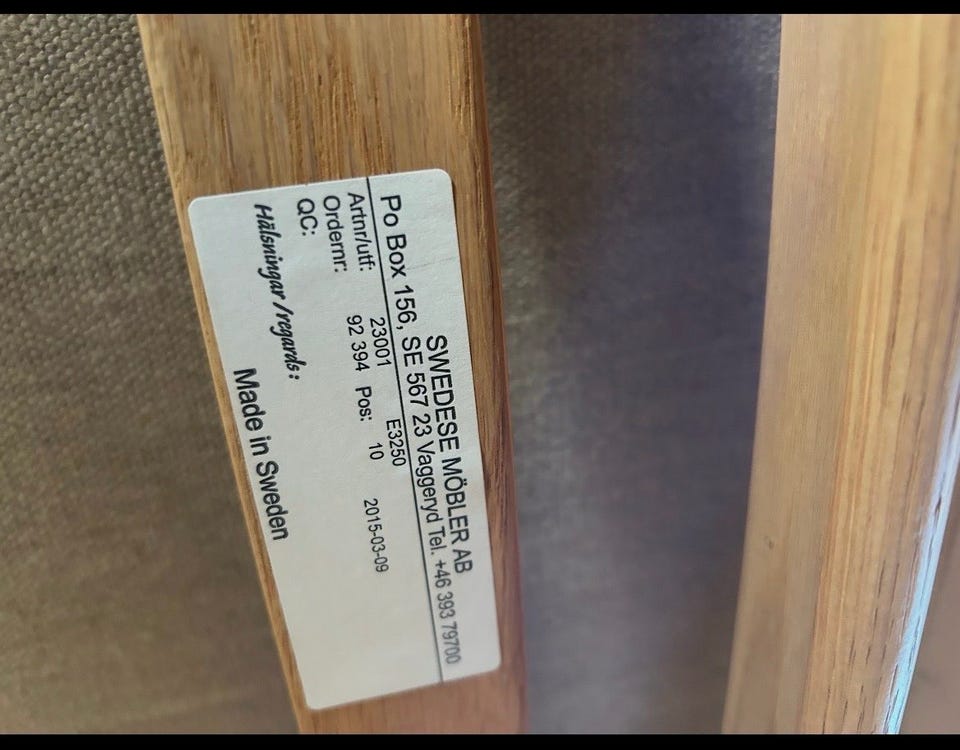 SWEDESE MÖBLER AB
Po Box 156, SE 567 23 Vaggeryd Tel. +46 393 79700
Artnr/utf: 23001 E3250
Ordernr: 92 394 Pos: 10 2015-03-09
QC:
Hälsningar /regards:
Made in Sweden